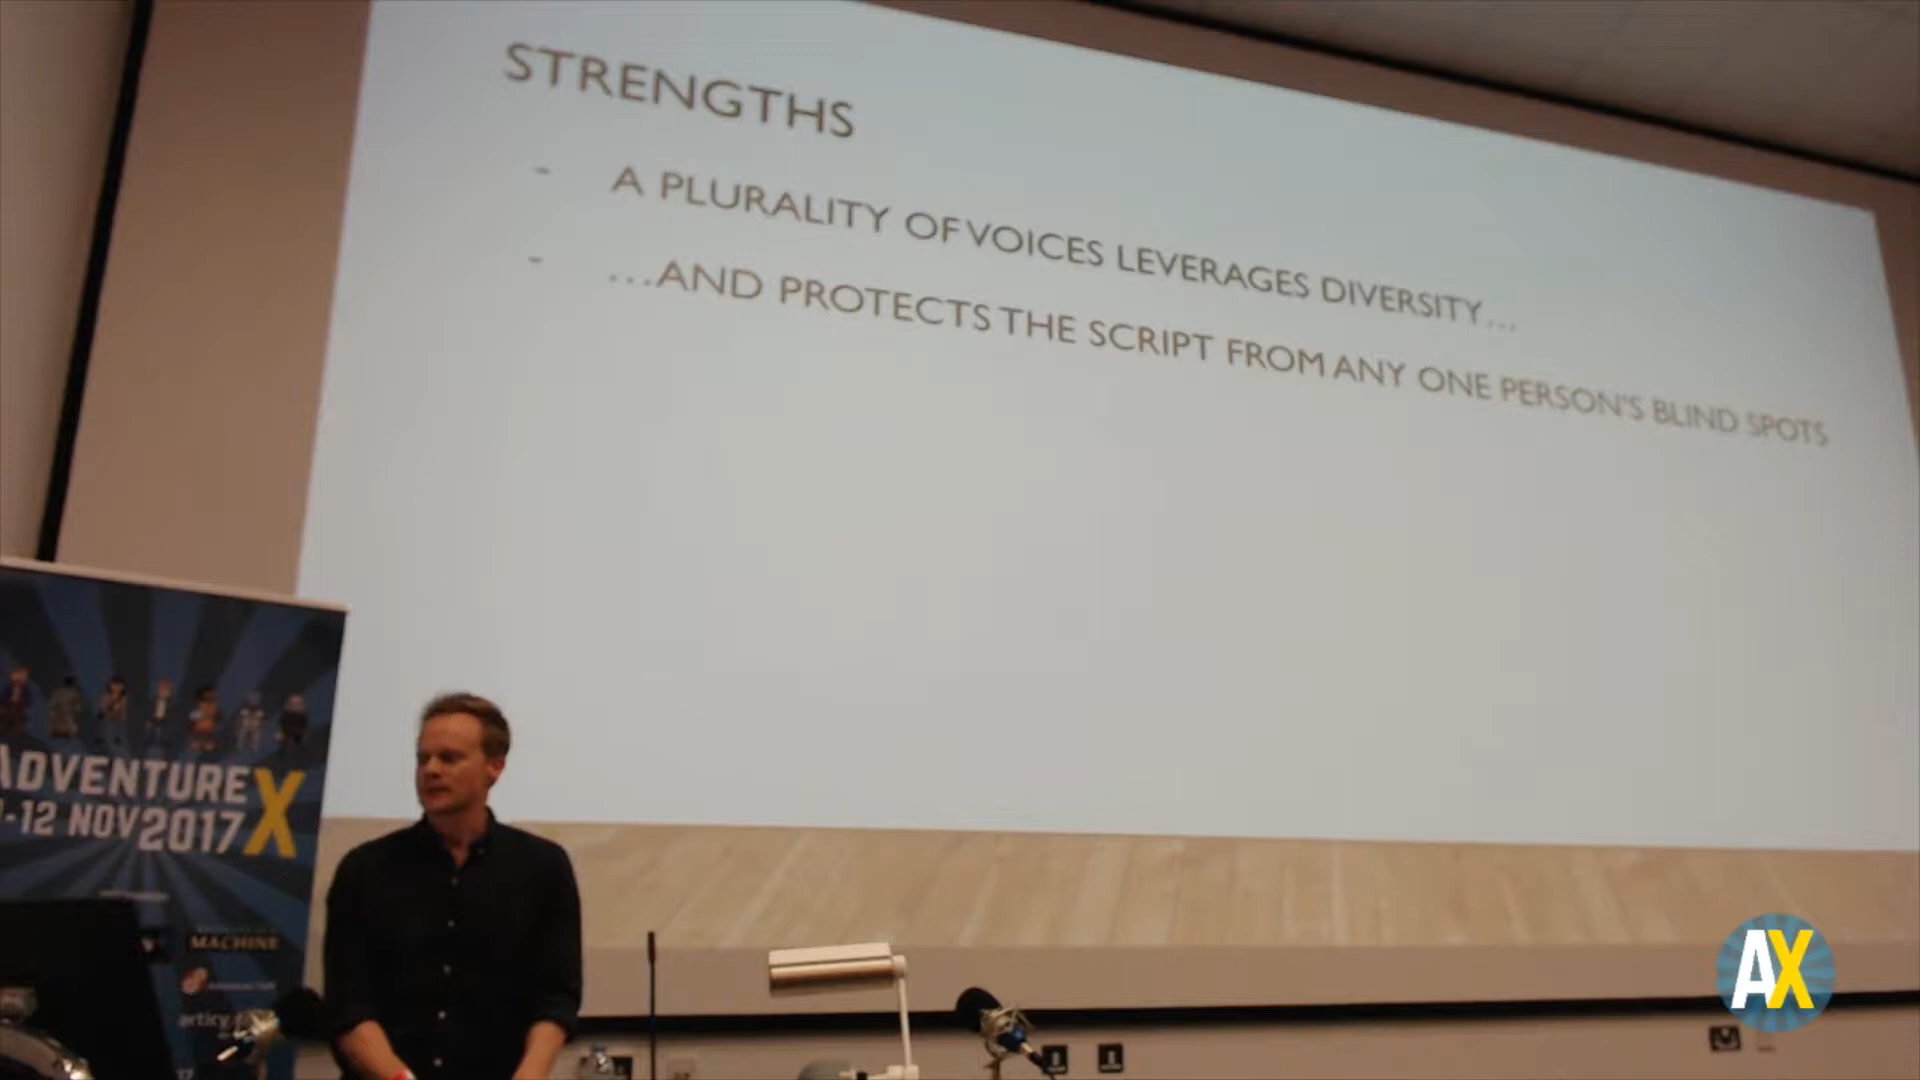 STRENGTHS
- A PLURALITY OF VOICES LEVERAGES DIVERSITY...
- ...AND PROTECTS THE SCRIPT FROM ANY ONE PERSON'S BLIND SPOTS
ADVENTURE X
-12 NOV 2017
MACHINE
AX